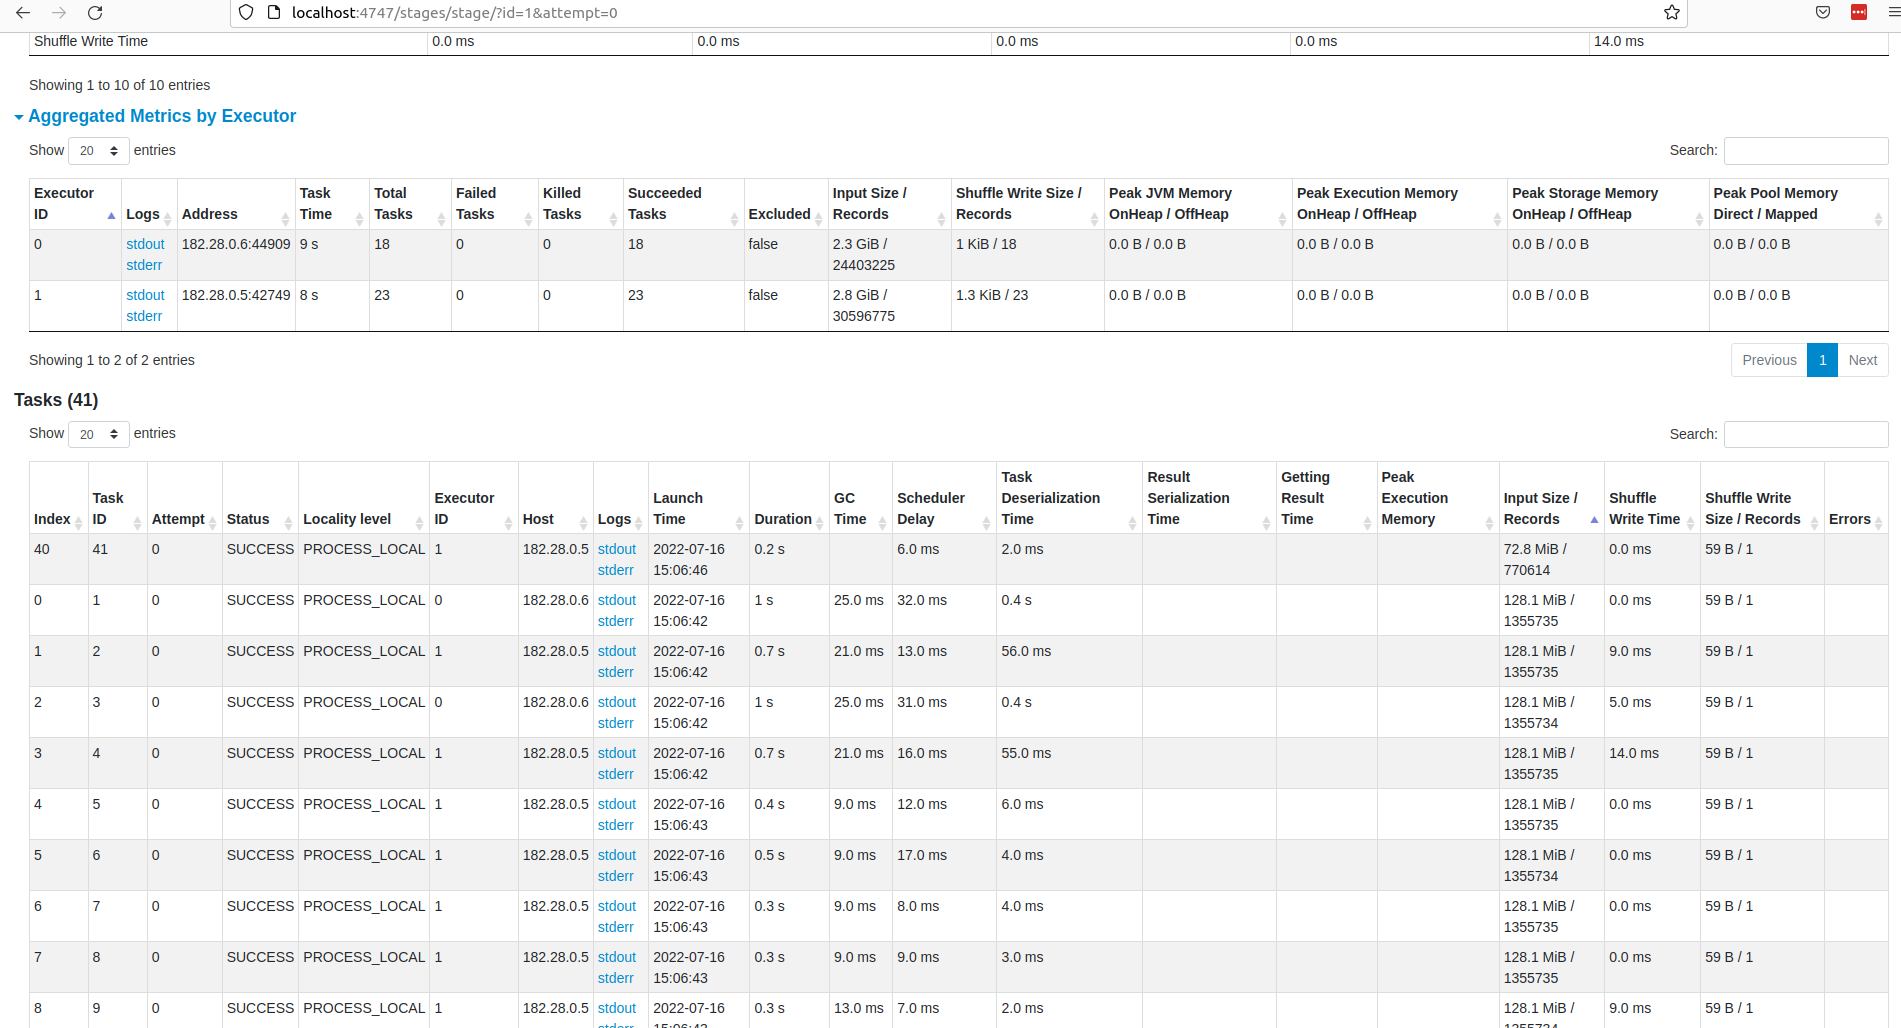 localhost:4747/stages/stage/?id=1&attempt=0
Shuffle Write Time 0.0 ms 0.0 ms 0.0 ms 0.0 ms 14.0 ms
Showing 1 to 10 of 10 entries
Aggregated Metrics by Executor
Show 20 entries Search:
Executor ID Logs Address Task Time Total Tasks Failed Tasks Killed Tasks Succeeded Tasks Excluded Input Size / Records Shuffle Write Size / Records Peak JVM Memory OnHeap / OffHeap Peak Execution Memory OnHeap / OffHeap Peak Storage Memory OnHeap / OffHeap Peak Pool Memory Direct / Mapped
0 stdout stderr 182.28.0.6:44909 9 s 18 0 0 18 false 2.3 GiB / 24403225 1 KiB / 18 0.0 B / 0.0 B 0.0 B / 0.0 B 0.0 B / 0.0 B 0.0 B / 0.0 B
1 stdout stderr 182.28.0.5:42749 8 s 23 0 0 23 false 2.8 GiB / 30596775 1.3 KiB / 23 0.0 B / 0.0 B 0.0 B / 0.0 B 0.0 B / 0.0 B 0.0 B / 0.0 B
Showing 1 to 2 of 2 entries Previous 1 Next
Tasks (41)
Show 20 entries Search:
Index Task ID Attempt Status Locality level Executor ID Host Logs Launch Time Duration GC Time Scheduler Delay Task Deserialization Time Result Serialization Time Getting Result Time Peak Execution Memory Input Size / Records Shuffle Write Time Shuffle Write Size / Records Errors
40 41 0 SUCCESS PROCESS_LOCAL 1 182.28.0.5 stdout stderr 2022-07-16 15:06:46 0.2 s 6.0 ms 2.0 ms 72.8 MiB / 770614 0.0 ms 59 B / 1
0 1 0 SUCCESS PROCESS_LOCAL 0 182.28.0.6 stdout stderr 2022-07-16 15:06:42 1 s 25.0 ms 32.0 ms 0.4 s 128.1 MiB / 1355735 0.0 ms 59 B / 1
1 2 0 SUCCESS PROCESS_LOCAL 1 182.28.0.5 stdout stderr 2022-07-16 15:06:42 0.7 s 21.0 ms 13.0 ms 56.0 ms 128.1 MiB / 1355735 9.0 ms 59 B / 1
2 3 0 SUCCESS PROCESS_LOCAL 0 182.28.0.6 stdout stderr 2022-07-16 15:06:42 1 s 25.0 ms 31.0 ms 0.4 s 128.1 MiB / 1355734 5.0 ms 59 B / 1
3 4 0 SUCCESS PROCESS_LOCAL 1 182.28.0.5 stdout stderr 2022-07-16 15:06:42 0.7 s 21.0 ms 16.0 ms 55.0 ms 128.1 MiB / 1355735 14.0 ms 59 B / 1
4 5 0 SUCCESS PROCESS_LOCAL 1 182.28.0.5 stdout stderr 2022-07-16 15:06:43 0.4 s 9.0 ms 12.0 ms 6.0 ms 128.1 MiB / 1355735 0.0 ms 59 B / 1
5 6 0 SUCCESS PROCESS_LOCAL 1 182.28.0.5 stdout stderr 2022-07-16 15:06:43 0.5 s 9.0 ms 17.0 ms 4.0 ms 128.1 MiB / 1355734 0.0 ms 59 B / 1
6 7 0 SUCCESS PROCESS_LOCAL 1 182.28.0.5 stdout stderr 2022-07-16 15:06:43 0.3 s 9.0 ms 8.0 ms 4.0 ms 128.1 MiB / 1355735 0.0 ms 59 B / 1
7 8 0 SUCCESS PROCESS_LOCAL 1 182.28.0.5 stdout stderr 2022-07-16 15:06:43 0.3 s 9.0 ms 9.0 ms 3.0 ms 128.1 MiB / 1355735 0.0 ms 59 B / 1
8 9 0 SUCCESS PROCESS_LOCAL 1 182.28.0.5 stdout 2022-07-16 0.3 s 13.0 ms 7.0 ms 2.0 ms 128.1 MiB / 9.0 ms 59 B / 1